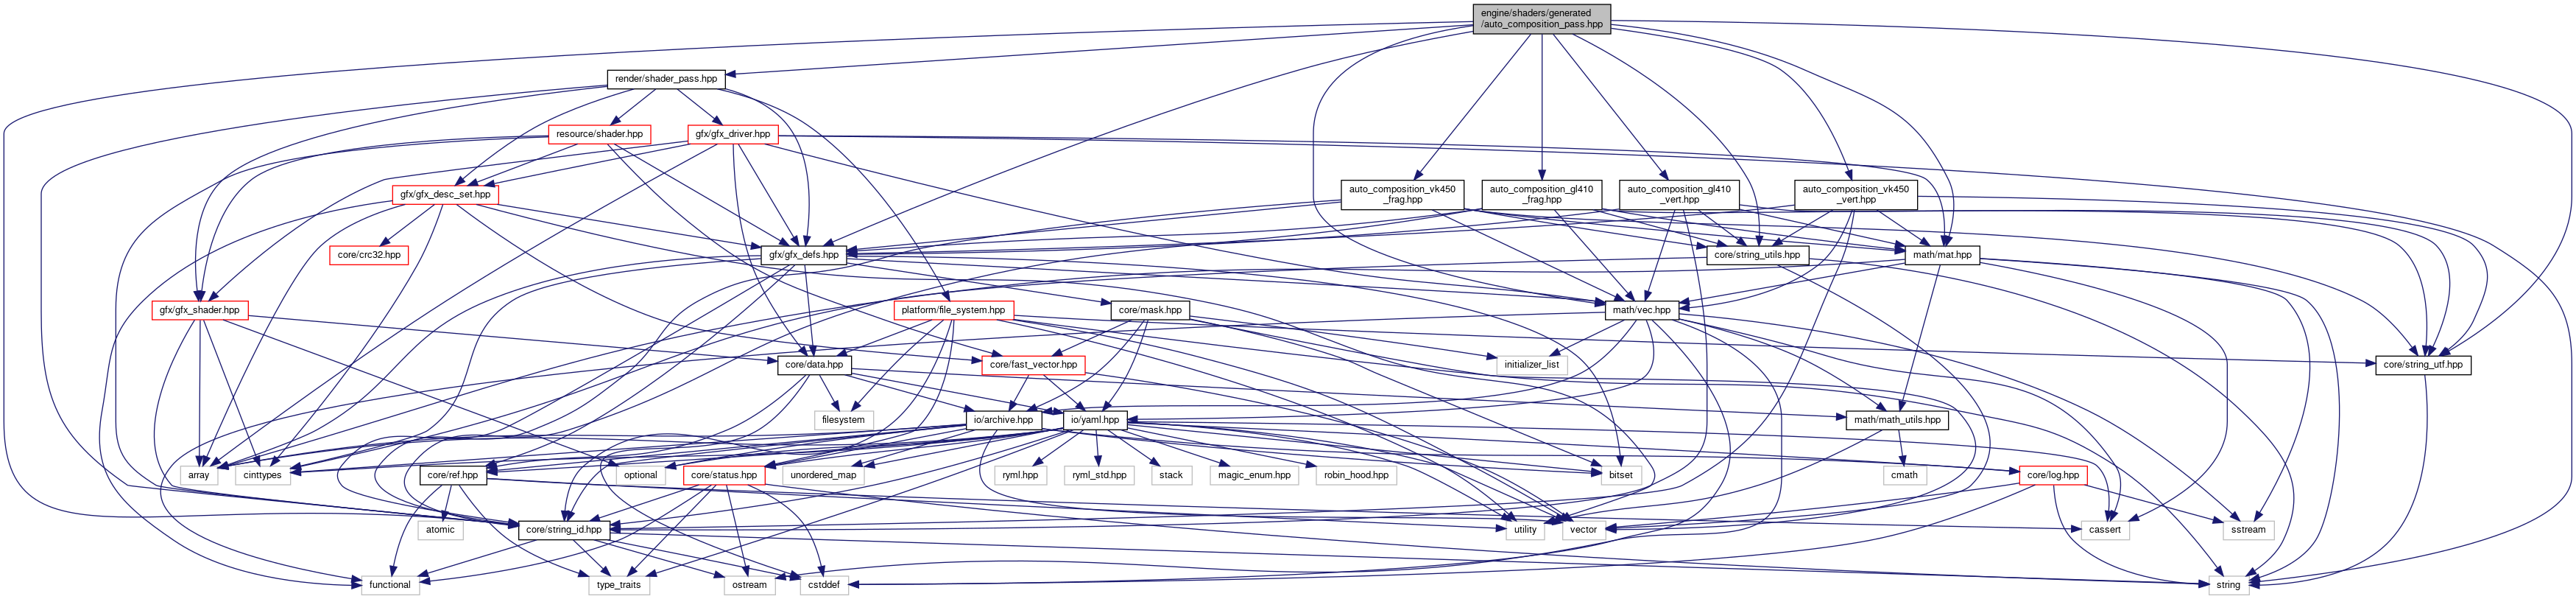 engine/shaders/generated
/auto_composition_pass.hpp
render/shader_pass.hpp
resource/shader.hpp
gfx/gfx_driver.hpp
gfx/gfx_desc_set.hpp
auto_composition_vk450
_frag.hpp
auto_composition_gl410
_frag.hpp
auto_composition_gl410
_vert.hpp
auto_composition_vk450
_vert.hpp
core/crc32.hpp
gfx/gfx_defs.hpp
core/string_utils.hpp
math/mat.hpp
gfx/gfx_shader.hpp
platform/file_system.hpp
core/mask.hpp
math/vec.hpp
core/data.hpp
core/fast_vector.hpp
initializer_list
core/string_utf.hpp
filesystem
io/archive.hpp
io/yaml.hpp
math/math_utils.hpp
array
cinttypes
core/ref.hpp
optional
core/status.hpp
unordered_map
ryml.hpp
ryml_std.hpp
stack
magic_enum.hpp
robin_hood.hpp
bitset
cmath
core/log.hpp
atomic
core/string_id.hpp
utility
vector
cassert
sstream
functional
type_traits
ostream
cstddef
string